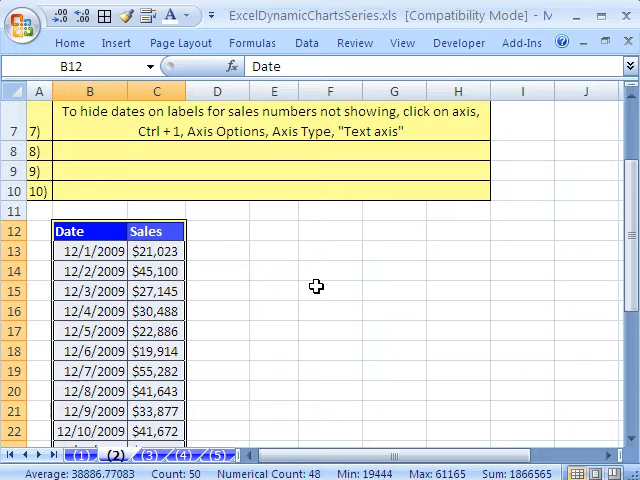 ExcelDynamicChartsSeries.xls [Compatibility Mode] - M
Home Insert Page Layout Formulas Data Review View Developer Add-Ins
B12 fx Date
A B C D E F G H I J
7 7) To hide dates on labels for sales numbers not showing, click on axis,
Ctrl + 1, Axis Options, Axis Type, "Text axis"
8 8)
9 9)
10 10)
11
12 Date Sales
13 12/1/2009 $21,023
14 12/2/2009 $45,100
15 12/3/2009 $27,145
16 12/4/2009 $30,488
17 12/5/2009 $22,886
18 12/6/2009 $19,914
19 12/7/2009 $55,282
20 12/8/2009 $41,643
21 12/9/2009 $33,877
22 12/10/2009 $41,672
(1) (2) (3) (4) (5)
Average: 38886.77083 Count: 50 Numerical Count: 48 Min: 19444 Max: 61165 Sum: 1866565